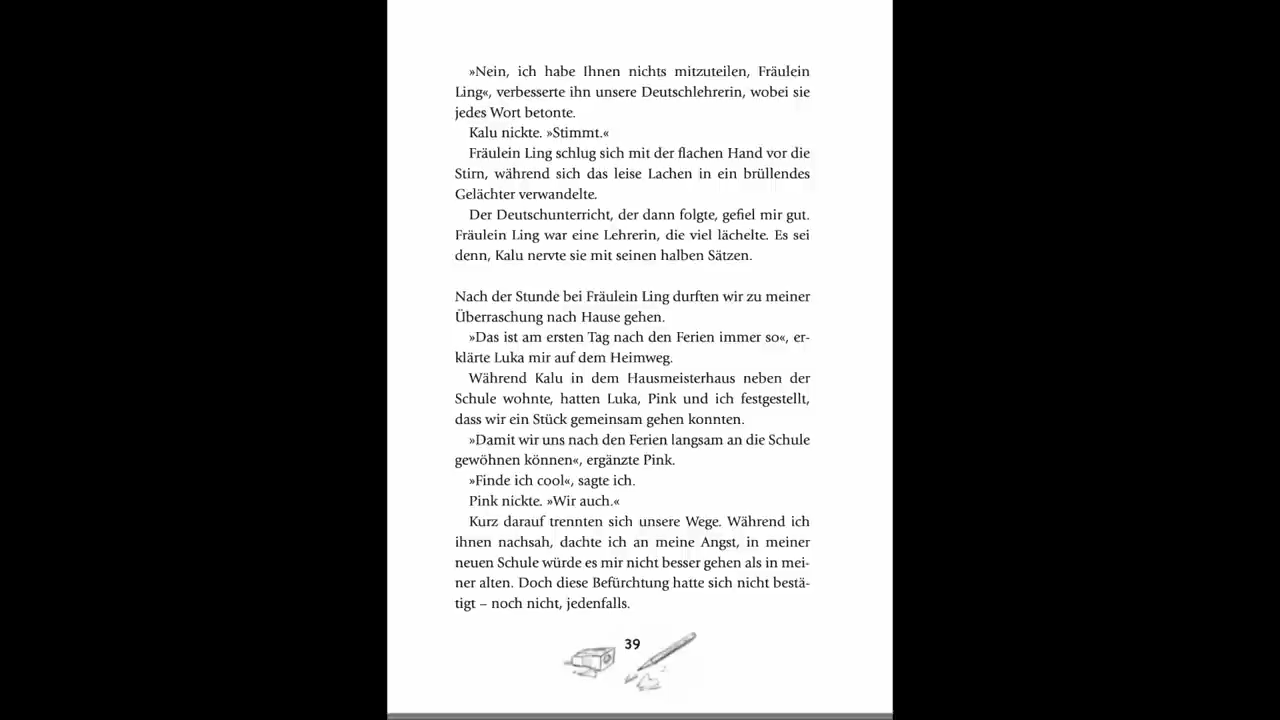 »Nein, ich habe Ihnen nichts mitzuteilen, Fräulein
Ling«, verbesserte ihn unsere Deutschlehrerin, wobei sie
jedes Wort betonte.
Kalu nickte. »Stimmt.«
Fräulein Ling schlug sich mit der flachen Hand vor die
Stirn, während sich das leise Lachen in ein brüllendes
Gelächter verwandelte.
Der Deutschunterricht, der dann folgte, gefiel mir gut.
Fräulein Ling war eine Lehrerin, die viel lächelte. Es sei
denn, Kalu nervte sie mit seinen halben Sätzen.
Nach der Stunde bei Fräulein Ling durften wir zu meiner
Überraschung nach Hause gehen.
»Das ist am ersten Tag nach den Ferien immer so«, er-
klärte Luka mir auf dem Heimweg.
Während Kalu in dem Hausmeisterhaus neben der
Schule wohnte, hatten Luka, Pink und ich festgestellt,
dass wir ein Stück gemeinsam gehen konnten.
»Damit wir uns nach den Ferien langsam an die Schule
gewöhnen können«, ergänzte Pink.
»Finde ich cool«, sagte ich.
Pink nickte. »Wir auch.«
Kurz darauf trennten sich unsere Wege. Während ich
ihnen nachsah, dachte ich an meine Angst, in meiner
neuen Schule würde es mir nicht besser gehen als in mei-
ner alten. Doch diese Befürchtung hatte sich nicht bestä-
tigt – noch nicht, jedenfalls.
39